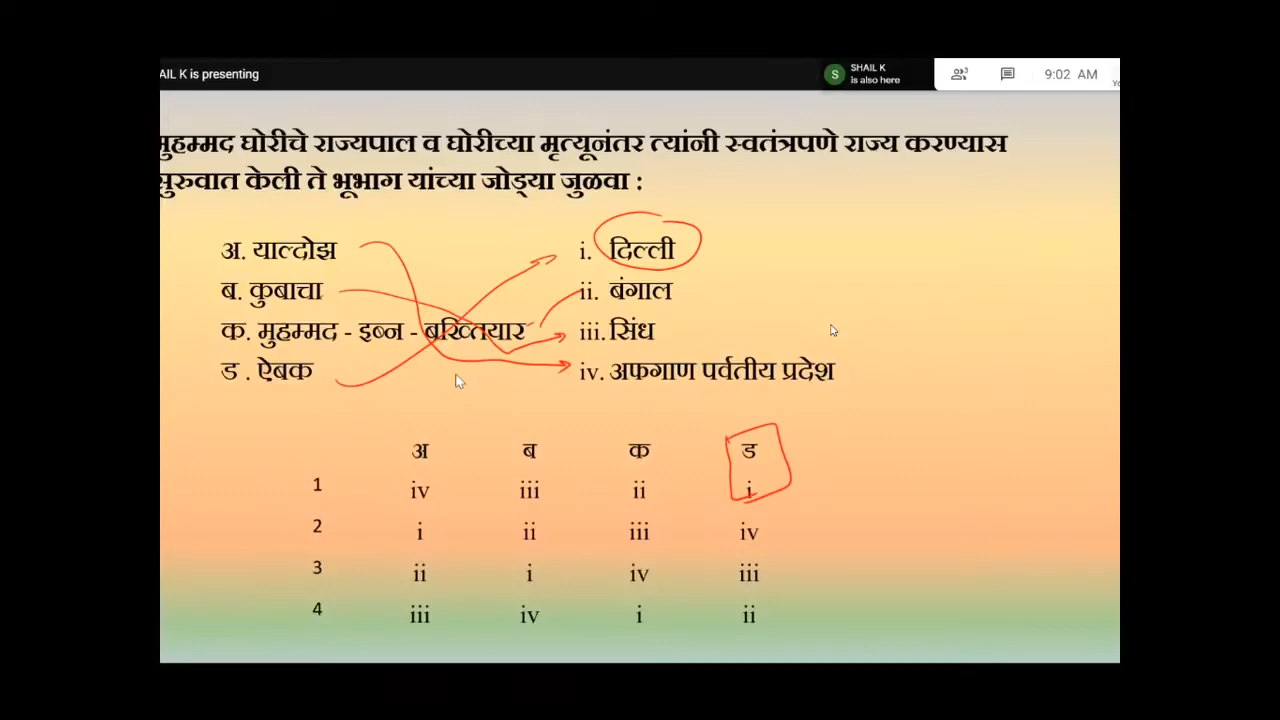 AIL K is presenting
S SHAIL K
is also here
3
9:02 AM
मुहम्मद घोरीचे राज्यपाल व घोरीच्या मृत्यूनंतर त्यांनी स्वतंत्रपणे राज्य करण्यास
सुरुवात केली ते भूभाग यांच्या जोड्या जुळवा :
अ. याल्दोझ i. दिल्ली
ब. कुबाचा ii. बंगाल
क. मुहम्मद - इब्न - बख्तियार iii. सिंध
ड . ऐबक iv. अफगाण पर्वतीय प्रदेश
अ ब क ड
1 iv iii ii i
2 i ii iii iv
3 ii i iv iii
4 iii iv i ii